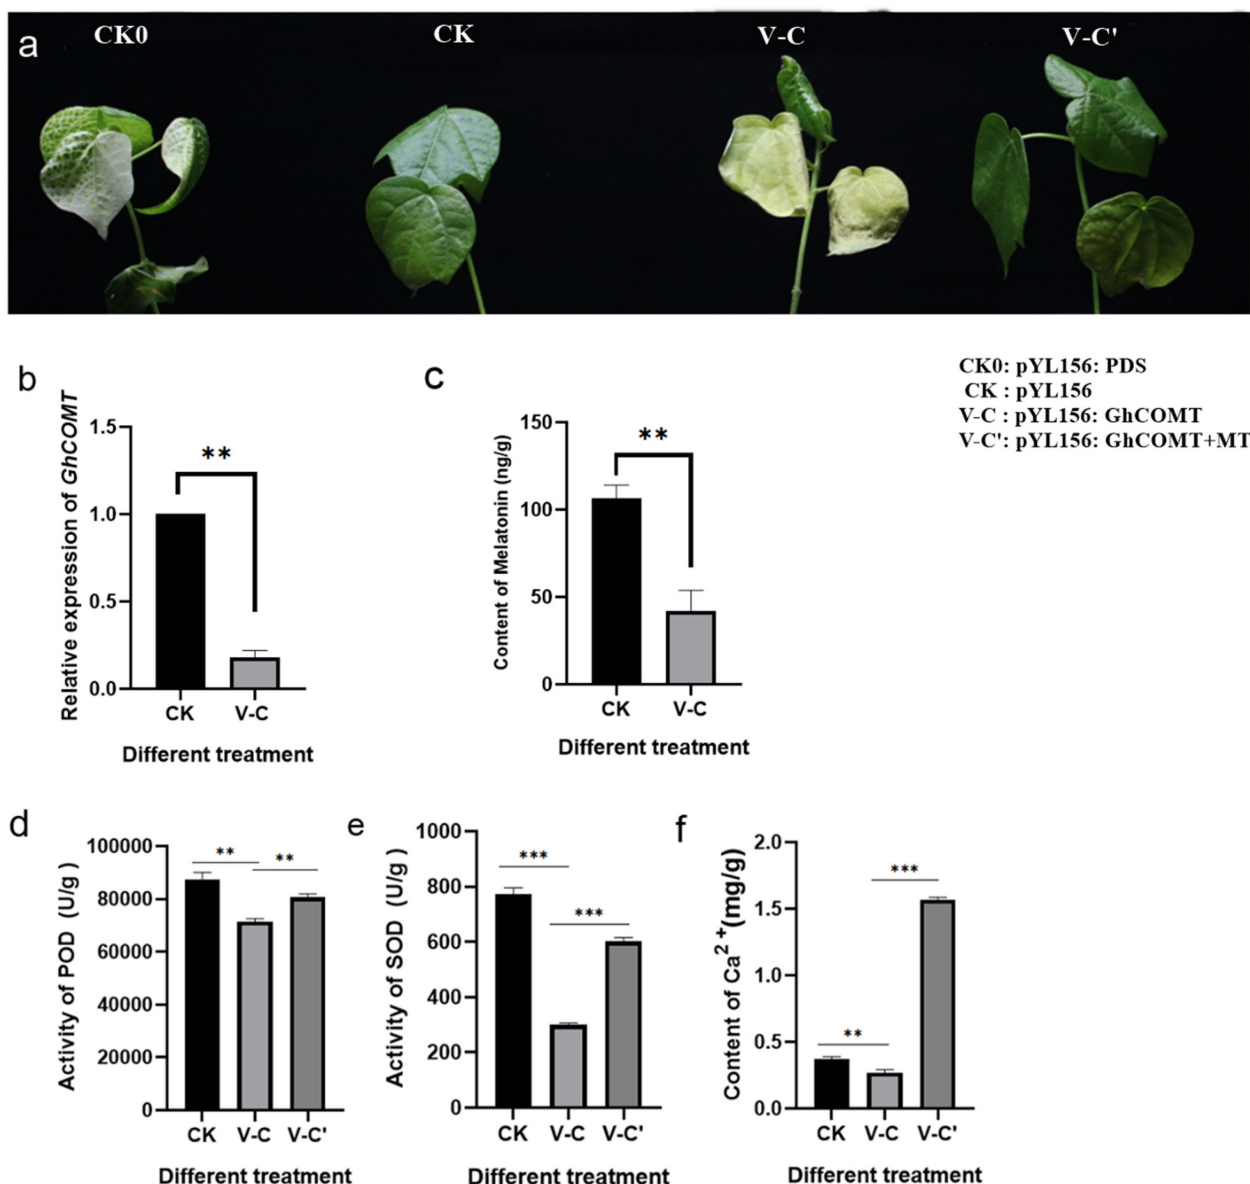 a
CK0 CK V-C V-C'
CK0: pYL156: PDS
CK : pYL156
V-C : pYL156: GhCOMT
V-C': pYL156: GhCOMT+MT
b
Relative expression of GhCOMT
1.5
1.0
0.5
0.0
**
CK V-C
Different treatment
c
Content of Melatonin (ng/g)
150
100
50
0
**
CK V-C
Different treatment
d
Activity of POD (U/g )
100000
80000
60000
40000
20000
0
** **
CK V-C V-C'
Different treatment
e
Activity of SOD (U/g )
1000
800
600
400
200
0
***
***
CK V-C V-C'
Different treatment
f
Content of Ca2+(mg/g)
2.0
1.5
1.0
0.5
0.0
***
**
CK V-C V-C'
Different treatment